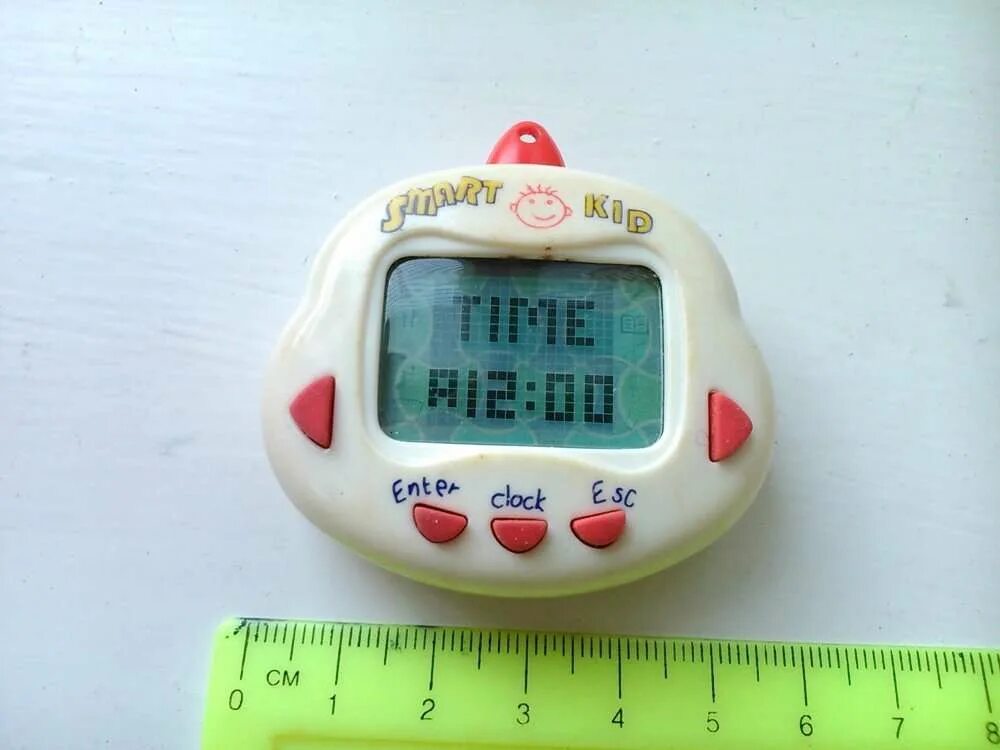 SMART KID
TIME
A12:00
Enter clock Esc
CM
0 1 2 3 4 5 6 7 8